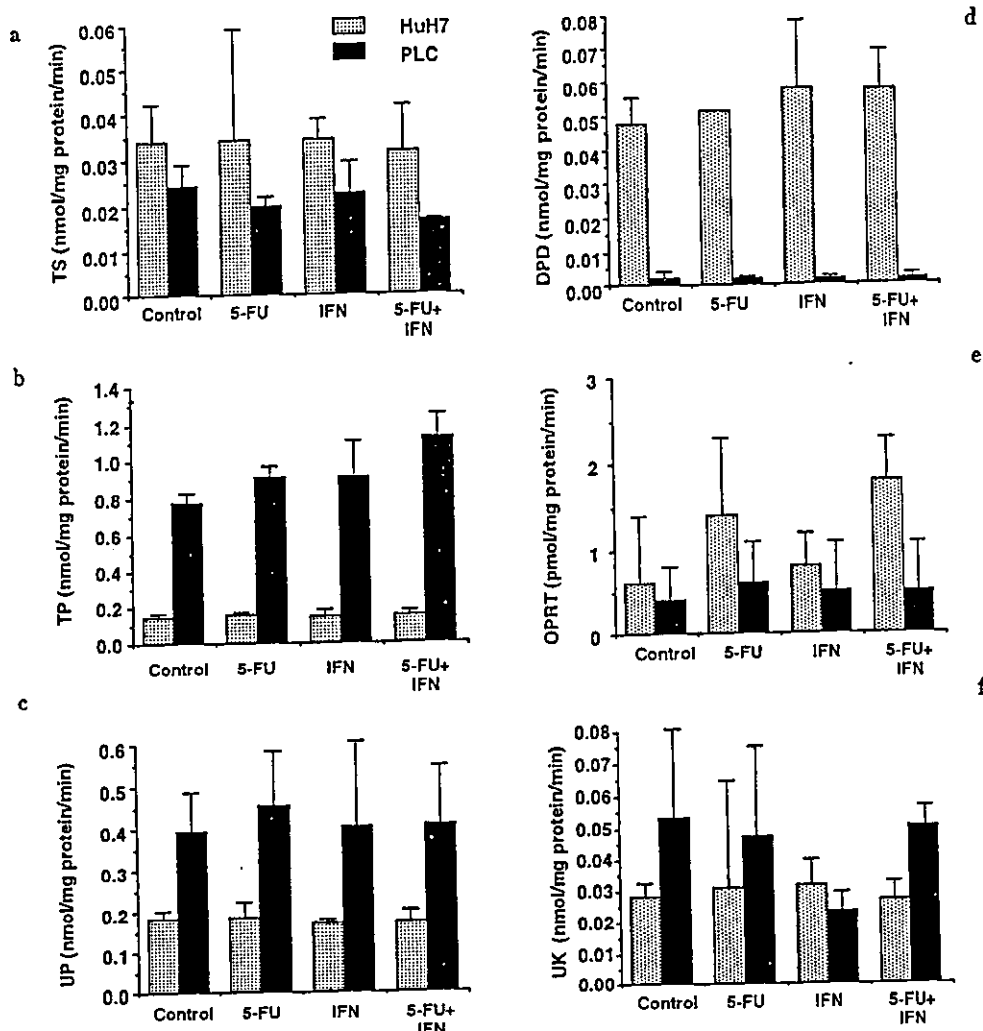 a
HuH7
PLC
TS (nmol/mg protein/min)
0.06
0.05
0.04
0.03
0.02
0.01
0.00
Control 5-FU IFN 5-FU+
IFN
b
TP (nmol/mg protein/min)
1.4
1.2
1.0
0.8
0.6
0.4
0.2
0.0
Control 5-FU IFN 5-FU+
IFN
c
UP (nmol/mg protein/min)
0.6
0.5
0.4
0.3
0.2
0.1
0.0
Control 5-FU IFN 5-FU+
IFN
d
DPD (nmol/mg protein/min)
0.08
0.07
0.06
0.05
0.04
0.03
0.02
0.01
0.00
Control 5-FU IFN 5-FU+
IFN
e
OPRT (pmol/mg protein/min)
3
2
1
0
Control 5-FU IFN 5-FU+
IFN
f
UK (nmol/mg protein/min)
0.08
0.07
0.06
0.05
0.04
0.03
0.02
0.01
0.00
Control 5-FU IFN 5-FU+
IFN